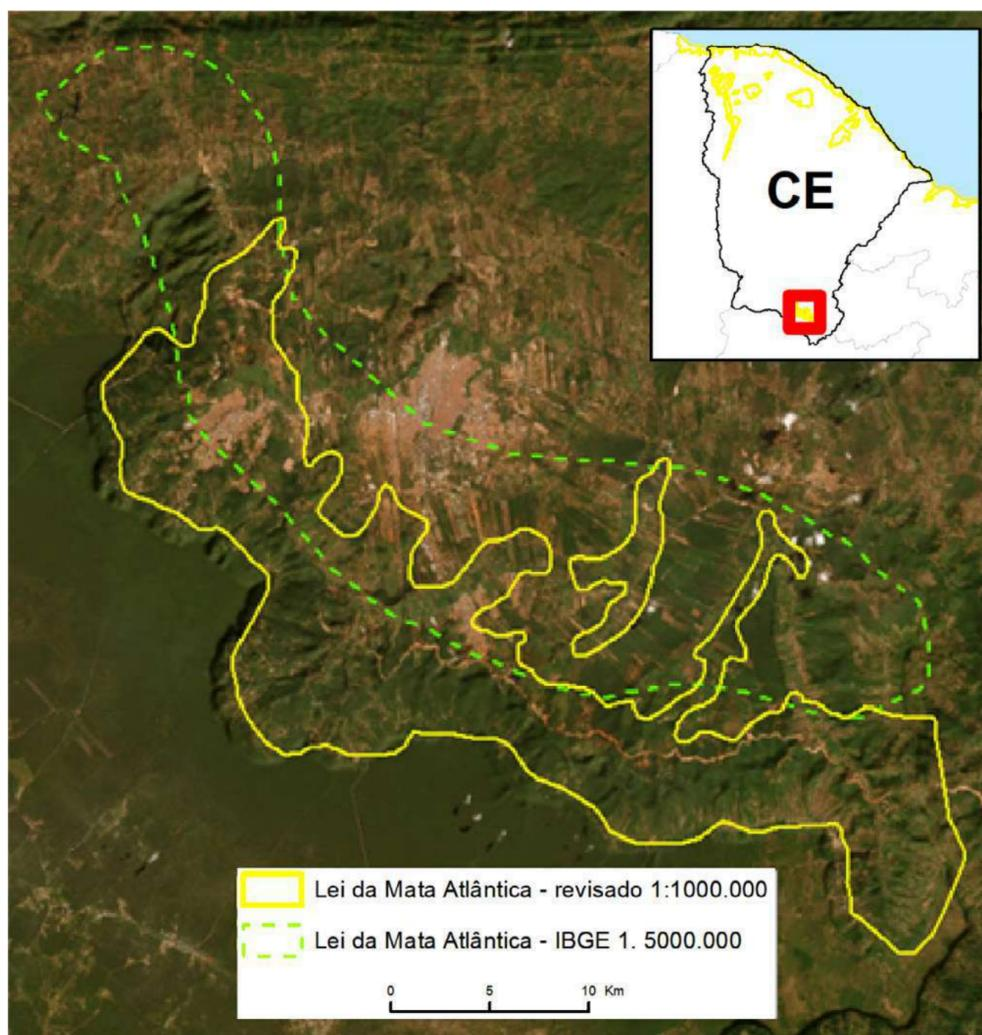 CE
Lei da Mata Atlântica - revisado 1:1000.000
Lei da Mata Atlântica - IBGE 1. 5000.000
0 5 10 Km